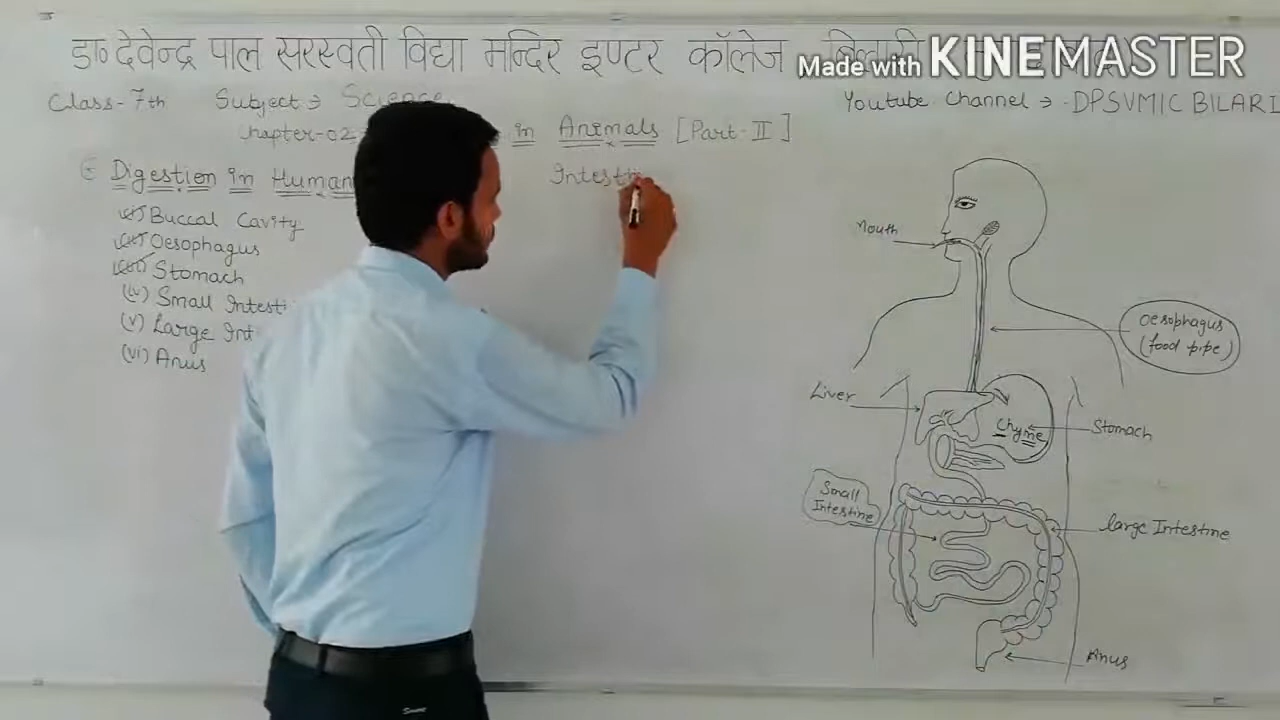 डा० देवेन्द्र पाल सरस्वती विद्या मन्दिर इण्टर कॉलेज
Made with KINEMASTER
Class-7th Subject → Science
Youtube Channel → DPSVMIC BILARI
Chapter-02 in Animals [Part-II]
Digestion in Human
(i) Buccal Cavity
(ii) Oesophagus
(iii) Stomach
(iv) Small Intesti
(v) Large Int
(vi) Anus
Intesti
Mouth
Oesophagus
(food pipe)
Liver
Chyme
Stomach
Small
Intestine
large Intestine
Anus